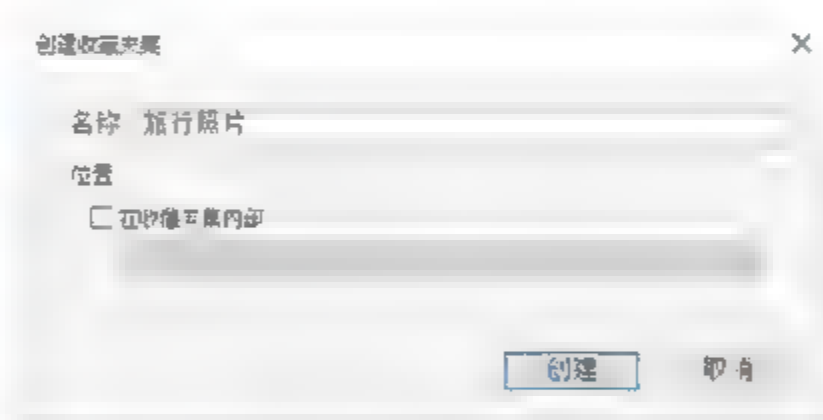 创建收藏夹集
名称 旅行照片
位置
在收藏夹集内部
创建 取消